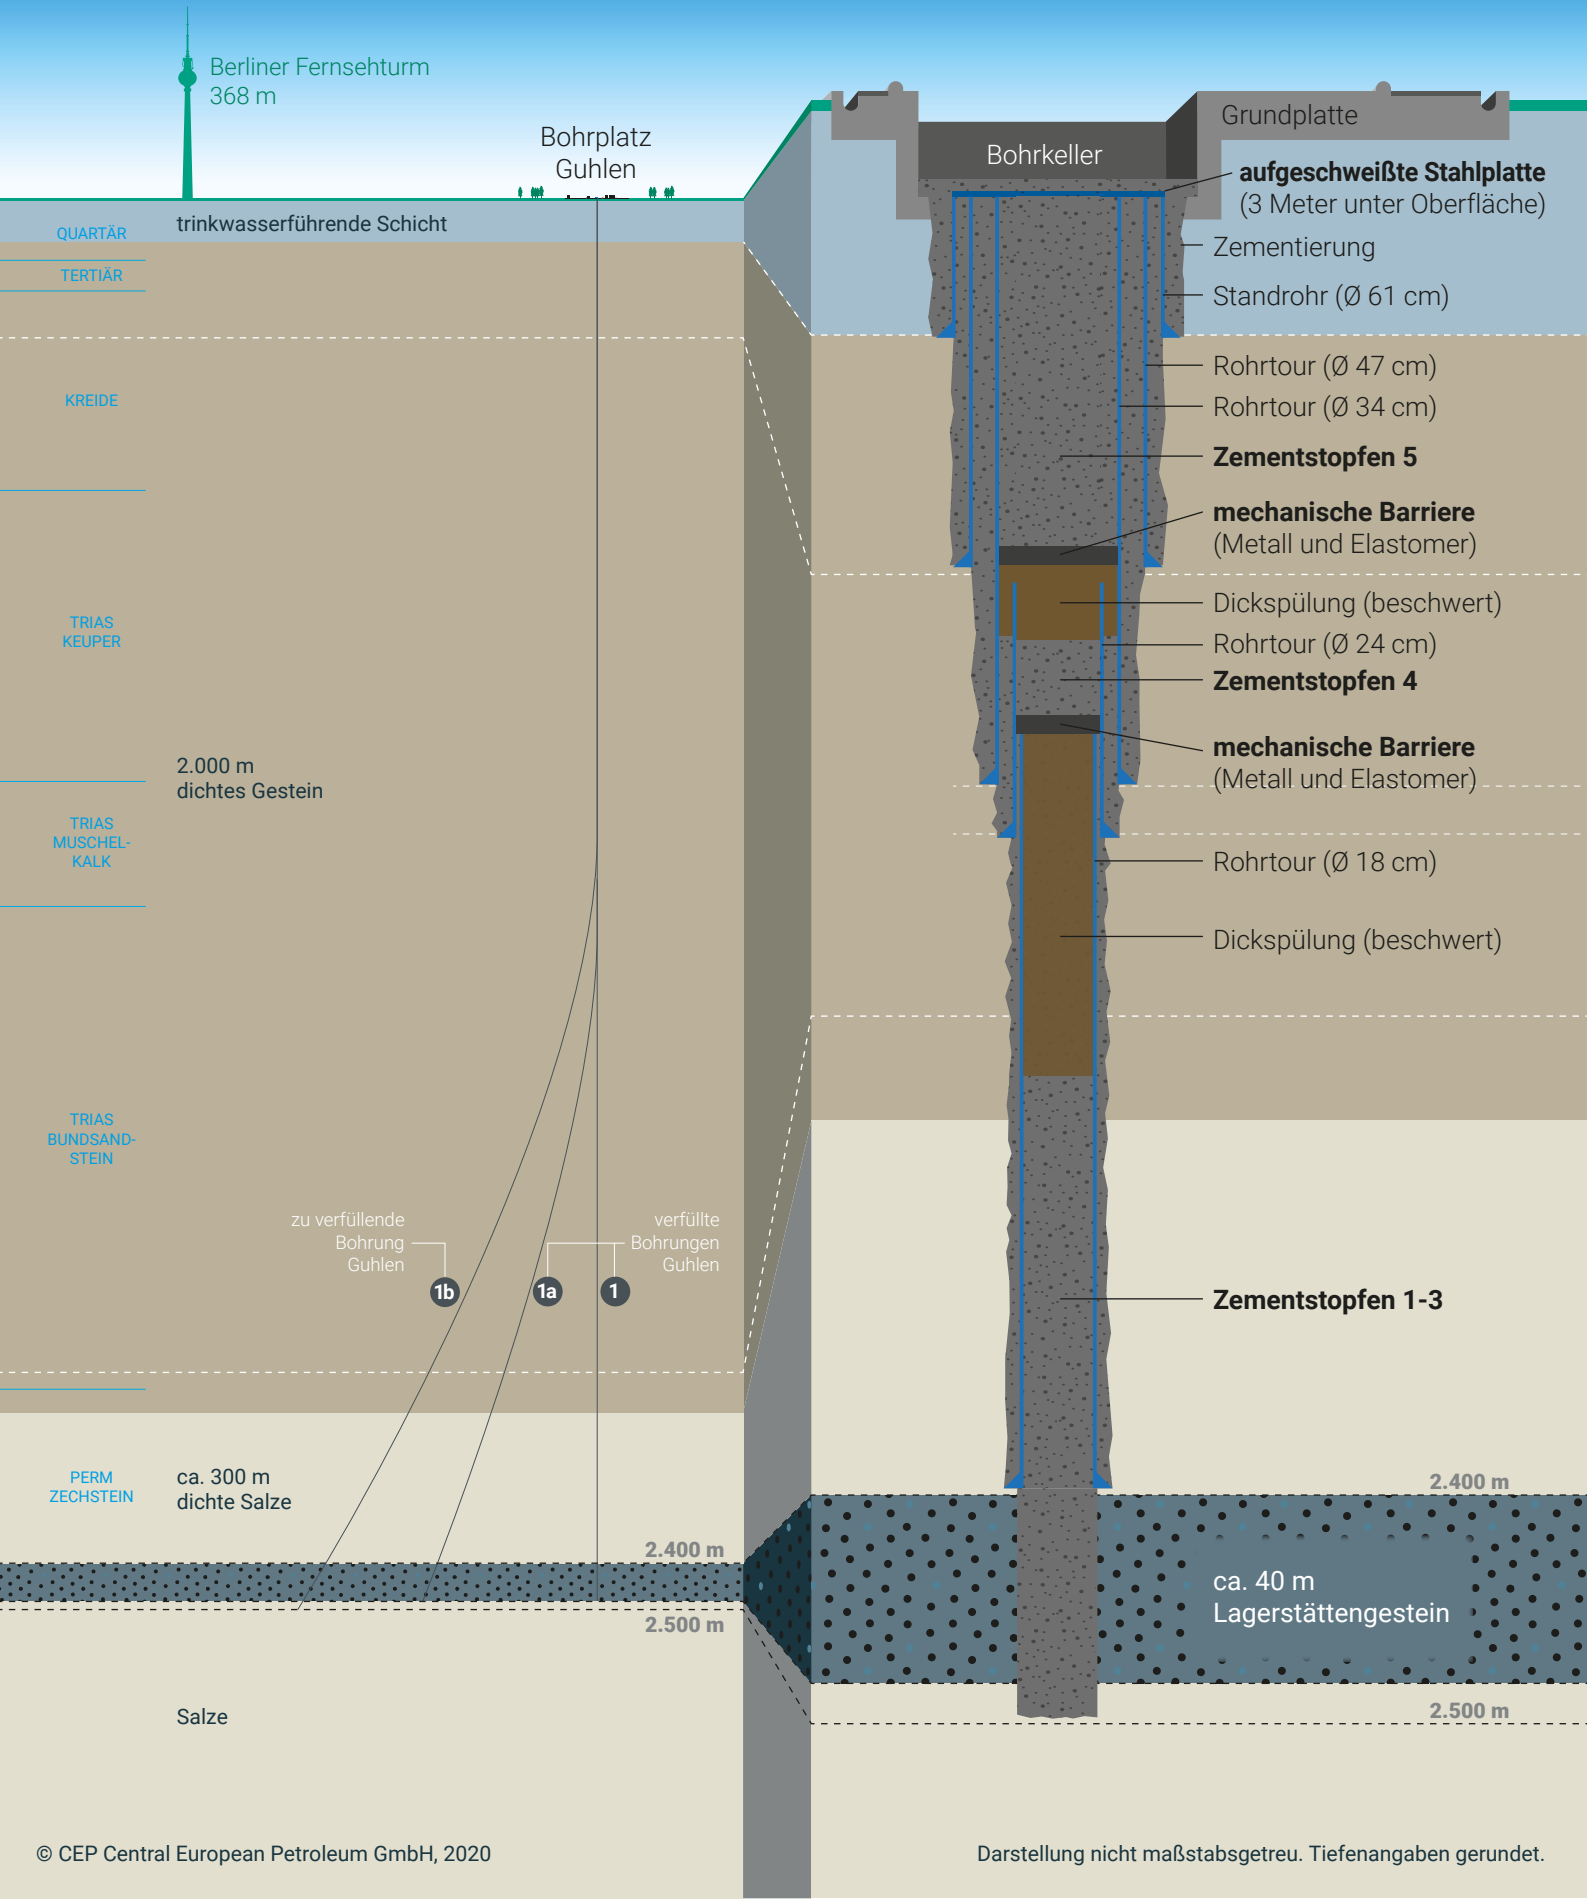 Berliner Fernsehturm
368 m
Bohrplatz
Guhlen
QUARTÄR
trinkwasserführende Schicht
TERTIÄR
KREIDE
TRIAS
KEUPER
2.000 m
dichtes Gestein
TRIAS
MUSCHEL-
KALK
TRIAS
BUNDSAND-
STEIN
zu verfüllende
Bohrung
Guhlen
verfüllte
Bohrungen
Guhlen
1b
1a
1
PERM
ZECHSTEIN
ca. 300 m
dichte Salze
2.400 m
2.500 m
Salze
Grundplatte
Bohrkeller
aufgeschweißte Stahlplatte
(3 Meter unter Oberfläche)
Zementierung
Standrohr (Ø 61 cm)
Rohrtour (Ø 47 cm)
Rohrtour (Ø 34 cm)
Zementstopfen 5
mechanische Barriere
(Metall und Elastomer)
Dickspülung (beschwert)
Rohrtour (Ø 24 cm)
Zementstopfen 4
mechanische Barriere
(Metall und Elastomer)
Rohrtour (Ø 18 cm)
Dickspülung (beschwert)
Zementstopfen 1-3
2.400 m
ca. 40 m
Lagerstättengestein
2.500 m
© CEP Central European Petroleum GmbH, 2020
Darstellung nicht maßstabsgetreu. Tiefenangaben gerundet.